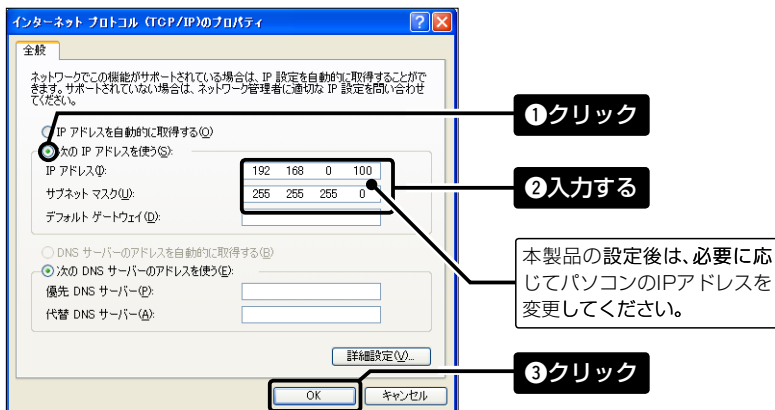 インターネット プロトコル (TCP/IP)のプロパティ
全般
ネットワークでこの機能がサポートされている場合は、IP 設定を自動的に取得することがで
きます。サポートされていない場合は、ネットワーク管理者に適切な IP 設定を問い合わせ
てください。
IP アドレスを自動的に取得する(O)
次の IP アドレスを使う(S):
IP アドレス(I): 192 168 0 100
サブネット マスク(U): 255 255 255 0
デフォルト ゲートウェイ(D):
DNS サーバーのアドレスを自動的に取得する(B)
次の DNS サーバーのアドレスを使う(E):
優先 DNS サーバー(P):
代替 DNS サーバー(A):
詳細設定(V)...
OK キャンセル
❶クリック
❷入力する
本製品の設定後は、必要に応
じてパソコンのIPアドレスを
変更してください。
❸クリック